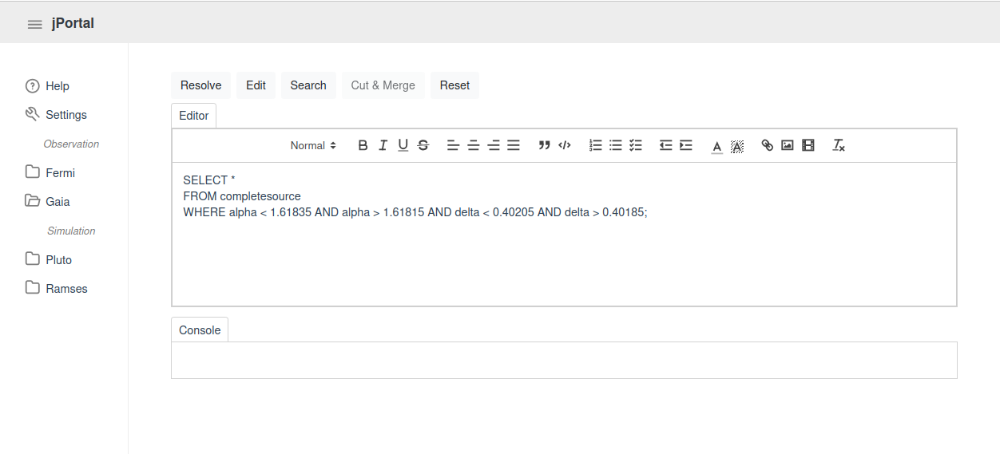 jPortal
Help
Settings
Observation
Fermi
Gaia
Simulation
Pluto
Ramses
Resolve Edit Search Cut & Merge Reset
Editor
Normal
SELECT *
FROM completesource
WHERE alpha < 1.61835 AND alpha > 1.61815 AND delta < 0.40205 AND delta > 0.40185;
Console